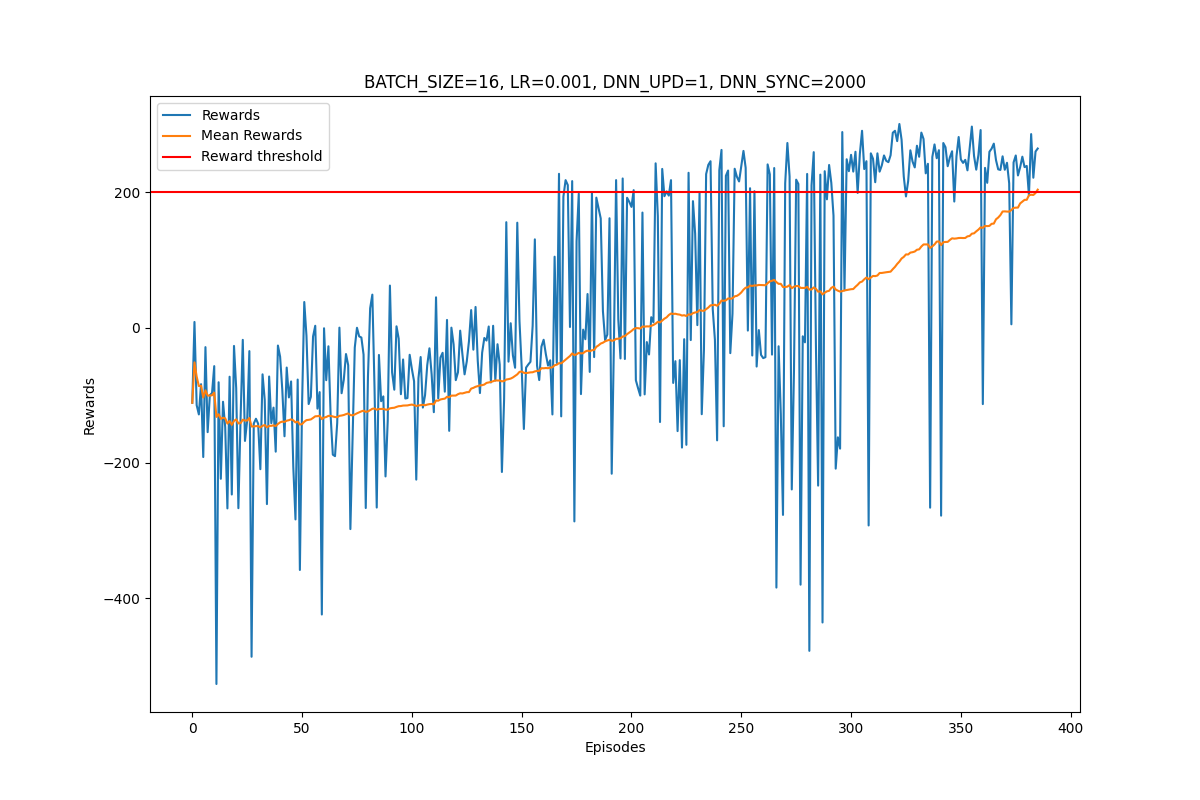 BATCH_SIZE=16, LR=0.001, DNN_UPD=1, DNN_SYNC=2000
Rewards
Mean Rewards
Reward threshold
200
0
−200
−400
Rewards
0
50
100
150
200
250
300
350
400
Episodes